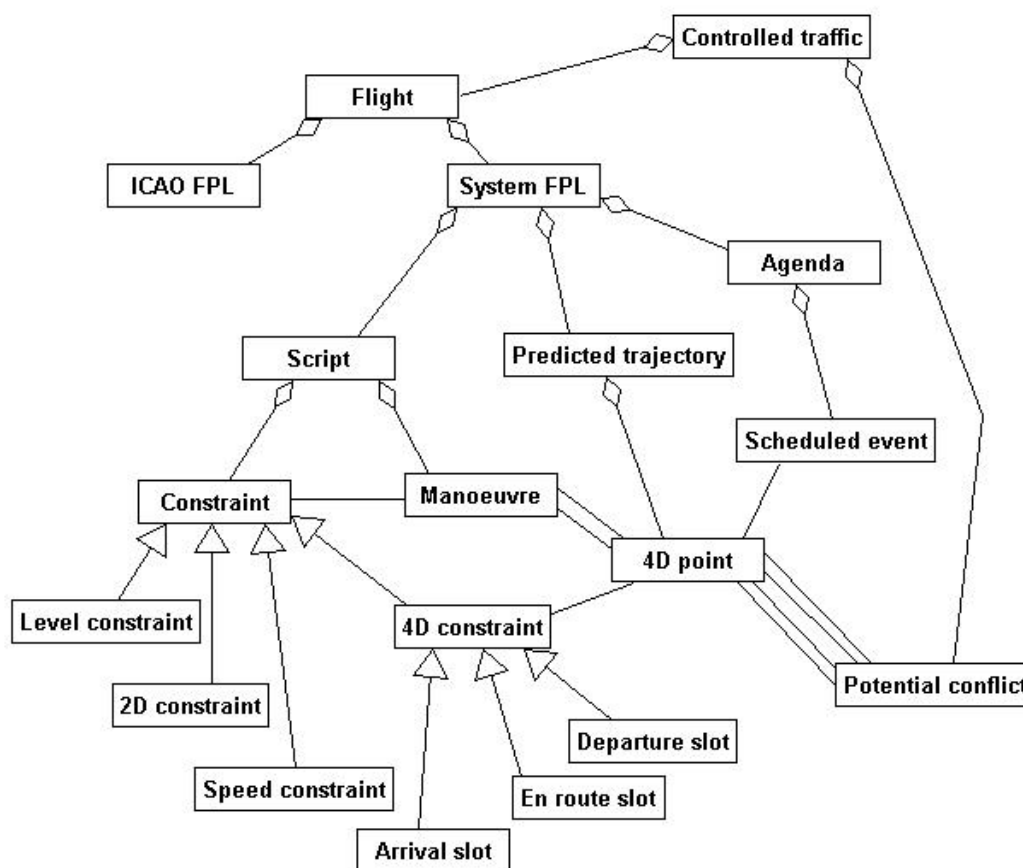 Controlled traffic
Flight
ICAO FPL
System FPL
Agenda
Script
Predicted trajectory
Scheduled event
Constraint
Manoeuvre
4D point
Level constraint
4D constraint
Potential conflict
2D constraint
Departure slot
Speed constraint
En route slot
Arrival slot